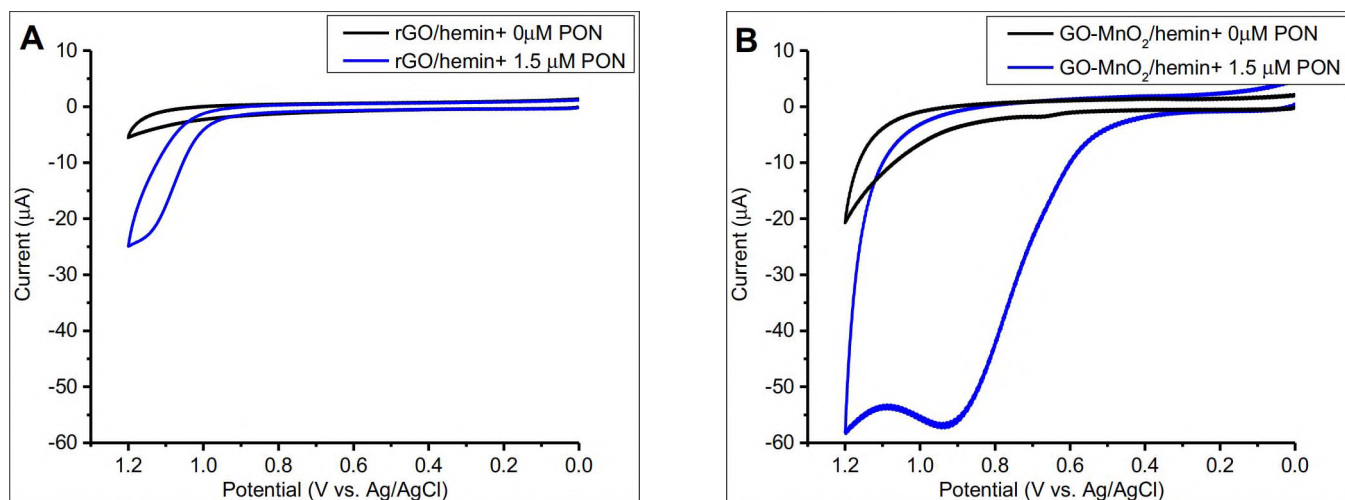 A
rGO/hemin+ 0μM PON
rGO/hemin+ 1.5 μM PON
10
0
-10
-20
-30
-40
-50
-60
Current (μA)
1.2 1.0 0.8 0.6 0.4 0.2 0.0
Potential (V vs. Ag/AgCl)
B
GO-MnO₂/hemin+ 0μM PON
GO-MnO₂/hemin+ 1.5 μM PON
10
0
-10
-20
-30
-40
-50
-60
Current (μA)
1.2 1.0 0.8 0.6 0.4 0.2 0.0
Potential (V vs. Ag/AgCl)